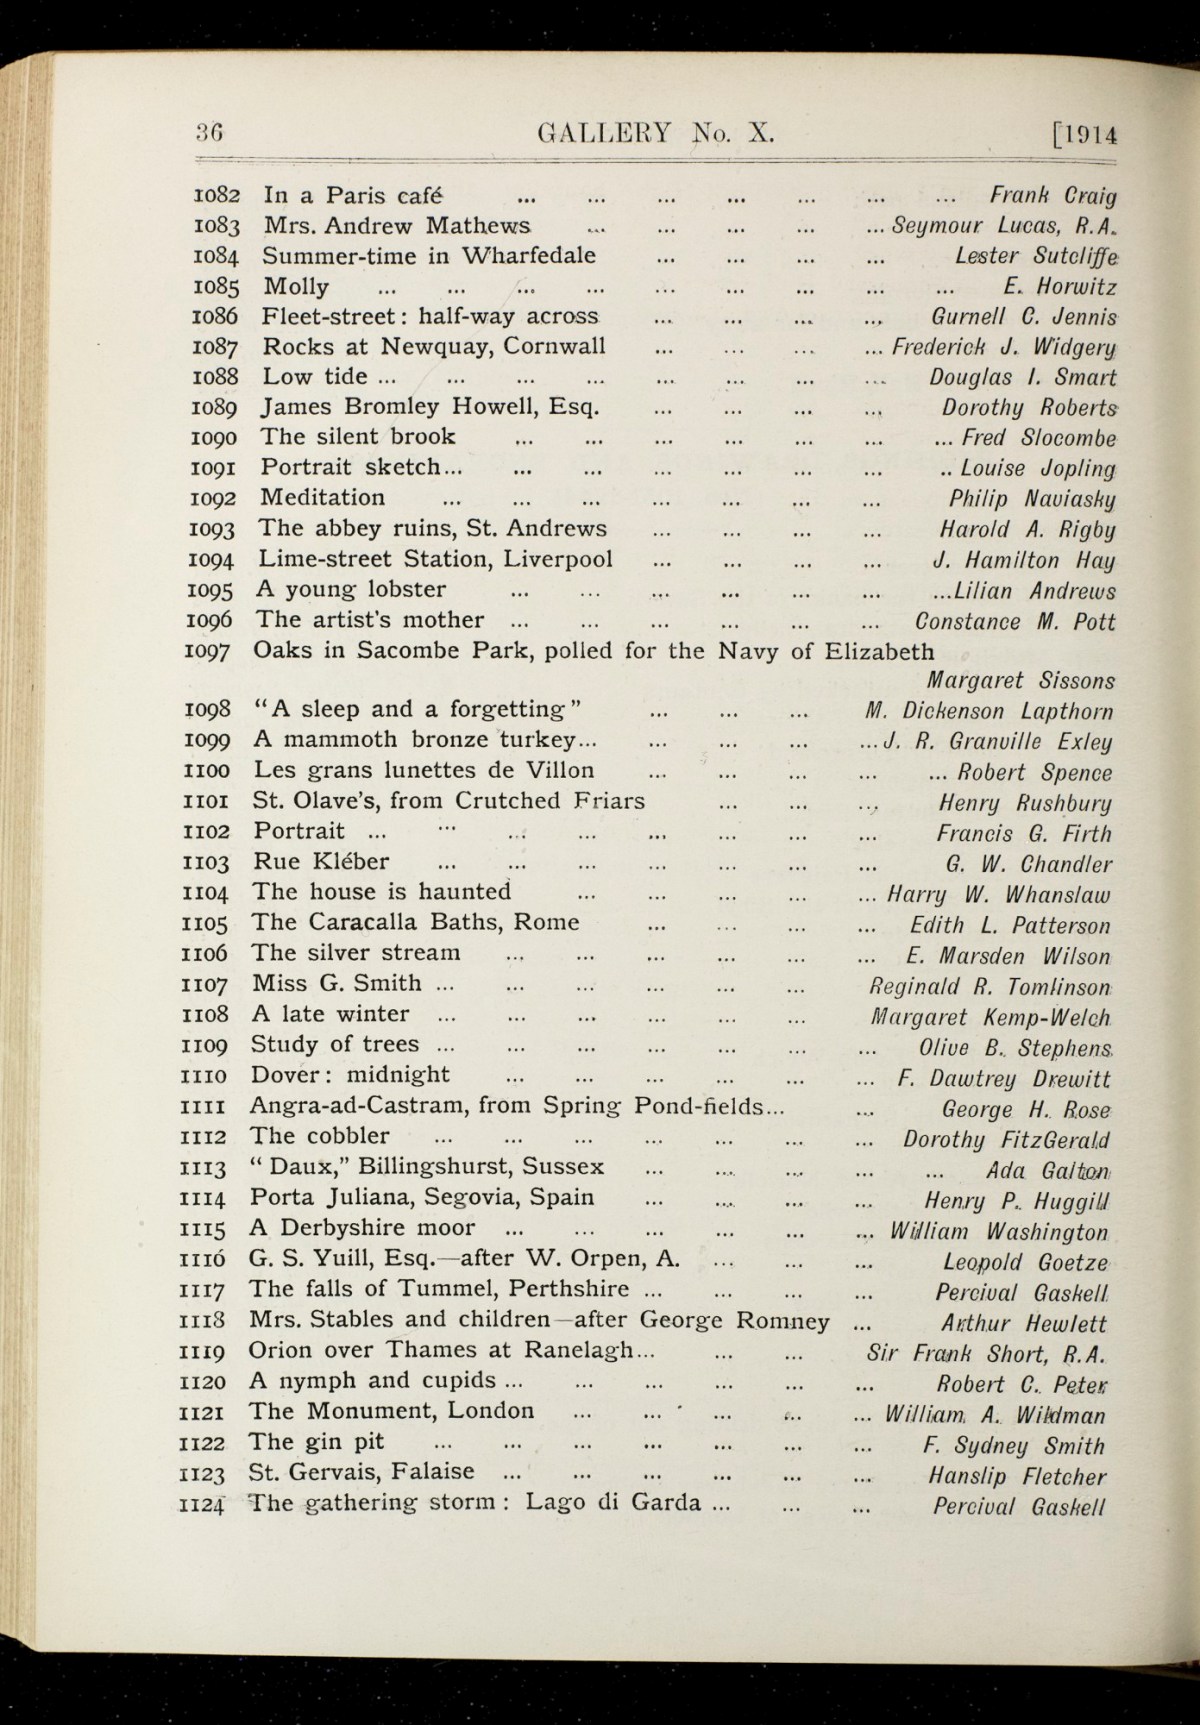 36 GALLERY No. X. [1914
1082 In a Paris café ... ... ... ... ... ... ... Frank Craig
1083 Mrs. Andrew Mathews ... ... ... ... ... Seymour Lucas, R.A.
1084 Summer-time in Wharfedale ... ... ... ... Lester Sutcliffe
1085 Molly ... ... ... ... ... ... ... ... ... E. Horwitz
1086 Fleet-street: half-way across ... ... ... ... Gurnell C. Jennis
1087 Rocks at Newquay, Cornwall ... ... ... ... Frederick J. Widgery
1088 Low tide ... ... ... ... ... ... ... ... Douglas I. Smart
1089 James Bromley Howell, Esq. ... ... ... ... Dorothy Roberts
1090 The silent brook ... ... ... ... ... ... ... Fred Slocombe
1091 Portrait sketch... ... ... ... ... ... ... .. Louise Jopling
1092 Meditation ... ... ... ... ... ... ... Philip Naviasky
1093 The abbey ruins, St. Andrews ... ... ... ... Harold A. Rigby
1094 Lime-street Station, Liverpool ... ... ... ... J. Hamilton Hay
1095 A young lobster ... ... ... ... ... ... ...Lilian Andrews
1096 The artist's mother ... ... ... ... ... ... Constance M. Pott
1097 Oaks in Sacombe Park, polled for the Navy of Elizabeth
Margaret Sissons
1098 "A sleep and a forgetting" ... ... ... M. Dickenson Lapthorn
1099 A mammoth bronze turkey... ... ... ... ...J. R. Granville Exley
1100 Les grans lunettes de Villon ... ... ... ... ... Robert Spence
1101 St. Olave's, from Crutched Friars ... ... ... Henry Rushbury
1102 Portrait ... ... ... ... ... ... ... ... Francis G. Firth
1103 Rue Kléber ... ... ... ... ... ... ... G. W. Chandler
1104 The house is haunted ... ... ... ... ... Harry W. Whanslaw
1105 The Caracalla Baths, Rome ... ... ... ... Edith L. Patterson
1106 The silver stream ... ... ... ... ... ... E. Marsden Wilson
1107 Miss G. Smith ... ... ... ... ... ... Reginald R. Tomlinson
1108 A late winter ... ... ... ... ... ... Margaret Kemp-Welch
1109 Study of trees ... ... ... ... ... ... ... Olive B. Stephens
1110 Dover: midnight ... ... ... ... ... ... F. Dawtrey Drewitt
1111 Angra-ad-Castram, from Spring Pond-fields... ... George H. Rose
1112 The cobbler ... ... ... ... ... ... ... Dorothy FitzGerald
1113 "Daux," Billingshurst, Sussex ... ... ... ... ... Ada Galton
1114 Porta Juliana, Segovia, Spain ... ... ... ... Henry P. Huggill
1115 A Derbyshire moor ... ... ... ... ... ... William Washington
1116 G. S. Yuill, Esq.—after W. Orpen, A. ... ... ... Leopold Goetze
1117 The falls of Tummel, Perthshire ... ... ... ... Percival Gaskell
1118 Mrs. Stables and children—after George Romney ... Arthur Hewlett
1119 Orion over Thames at Ranelagh... ... ... Sir Frank Short, R.A.
1120 A nymph and cupids ... ... ... ... ... ... Robert C. Peter
1121 The Monument, London ... ... ... ... ... William A. Wildman
1122 The gin pit ... ... ... ... ... ... ... F. Sydney Smith
1123 St. Gervais, Falaise ... ... ... ... ... ... Hanslip Fletcher
1124 The gathering storm: Lago di Garda ... ... ... Percival Gaskell